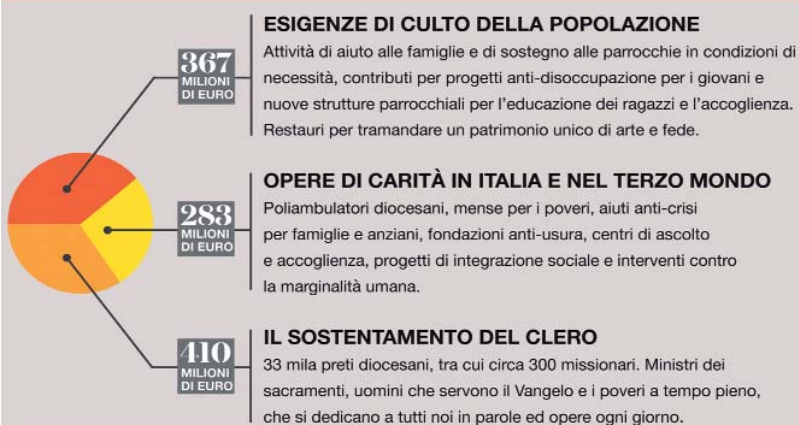 367
MILIONI
DI EURO
ESIGENZE DI CULTO DELLA POPOLAZIONE
Attività di aiuto alle famiglie e di sostegno alle parrocchie in condizioni di
necessità, contributi per progetti anti-disoccupazione per i giovani e
nuove strutture parrocchiali per l'educazione dei ragazzi e l'accoglienza.
Restauri per tramandare un patrimonio unico di arte e fede.
283
MILIONI
DI EURO
OPERE DI CARITÀ IN ITALIA E NEL TERZO MONDO
Poliambulatori diocesani, mense per i poveri, aiuti anti-crisi
per famiglie e anziani, fondazioni anti-usura, centri di ascolto
e accoglienza, progetti di integrazione sociale e interventi contro
la marginalità umana.
410
MILIONI
DI EURO
IL SOSTENTAMENTO DEL CLERO
33 mila preti diocesani, tra cui circa 300 missionari. Ministri dei
sacramenti, uomini che servono il Vangelo e i poveri a tempo pieno,
che si dedicano a tutti noi in parole ed opere ogni giorno.